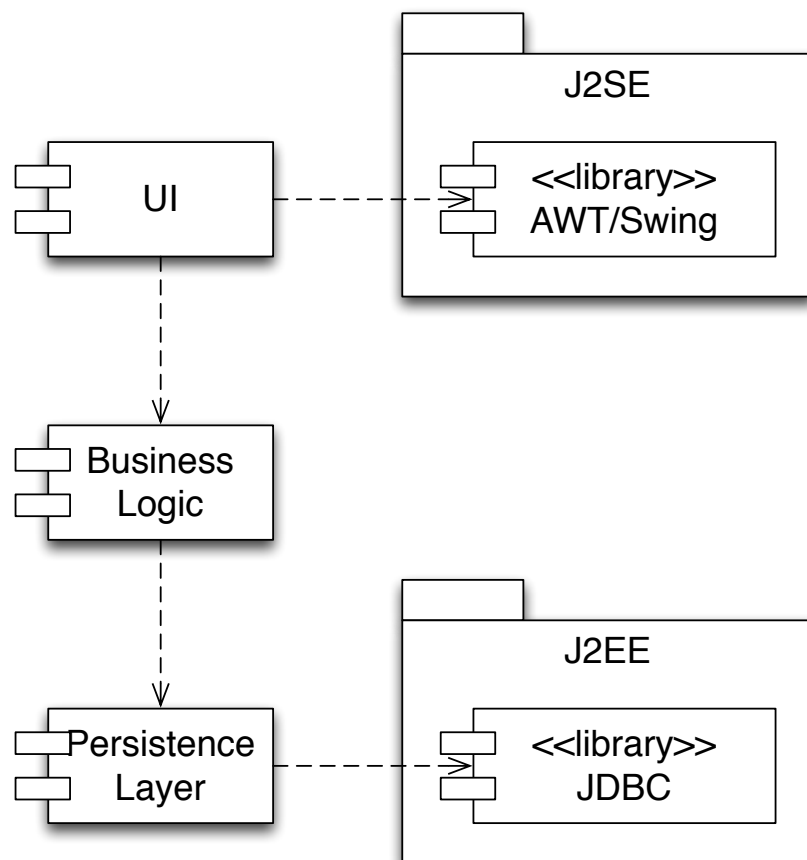 J2SE
UI
<<library>>
AWT/Swing
Business
Logic
J2EE
Persistence
Layer
<<library>>
JDBC